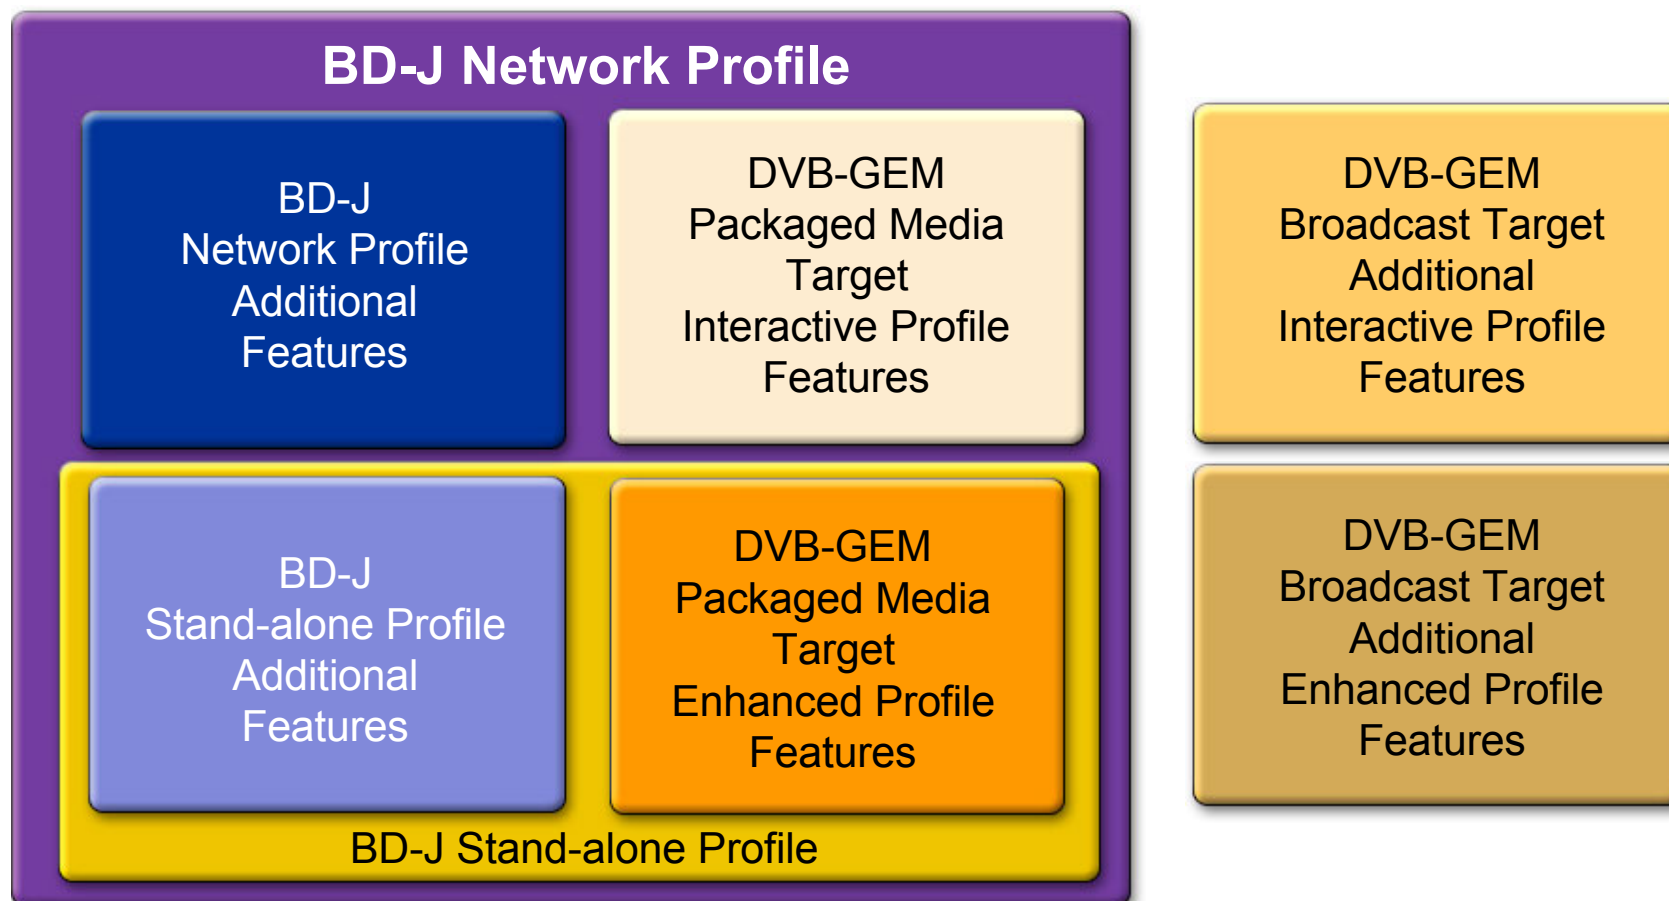 BD-J Network Profile
BD-J
Network Profile
Additional
Features
DVB-GEM
Packaged Media
Target
Interactive Profile
Features
DVB-GEM
Broadcast Target
Additional
Interactive Profile
Features
BD-J
Stand-alone Profile
Additional
Features
DVB-GEM
Packaged Media
Target
Enhanced Profile
Features
DVB-GEM
Broadcast Target
Additional
Enhanced Profile
Features
BD-J Stand-alone Profile